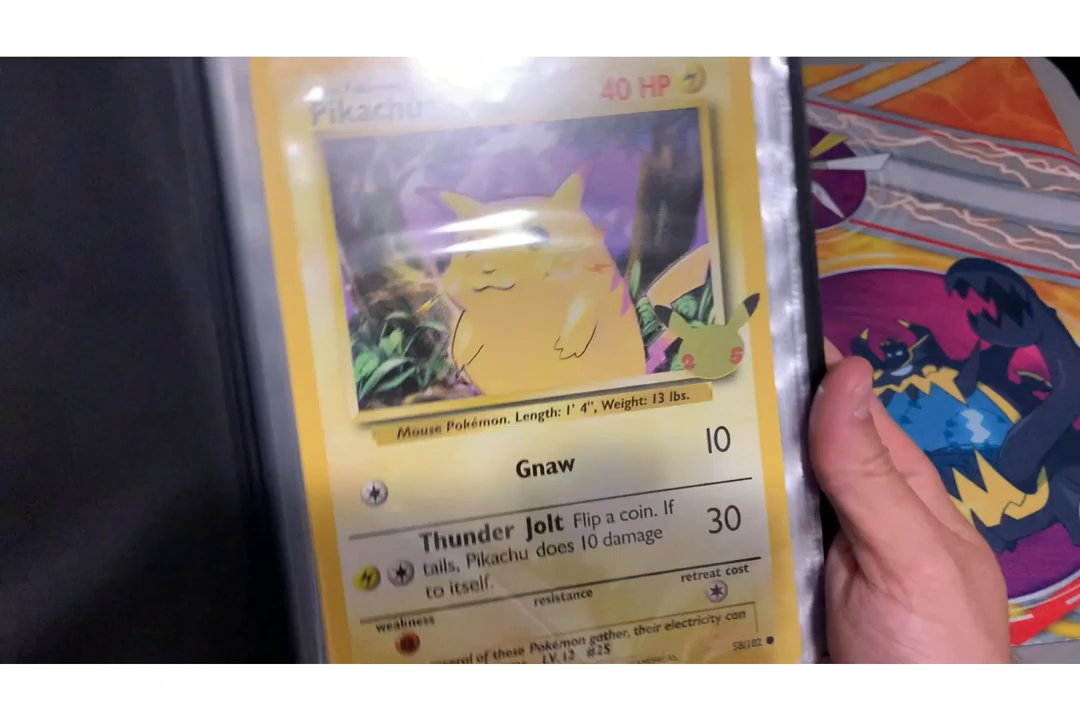 Pikachu
40 HP
25
Mouse Pokémon. Length: 1' 4", Weight: 13 lbs.
Gnaw
10
Thunder Jolt Flip a coin. If
tails, Pikachu does 10 damage
to itself.
30
weakness
resistance
retreat cost
of these Pokémon gather, their electricity can
LV. 12 #25
58/102